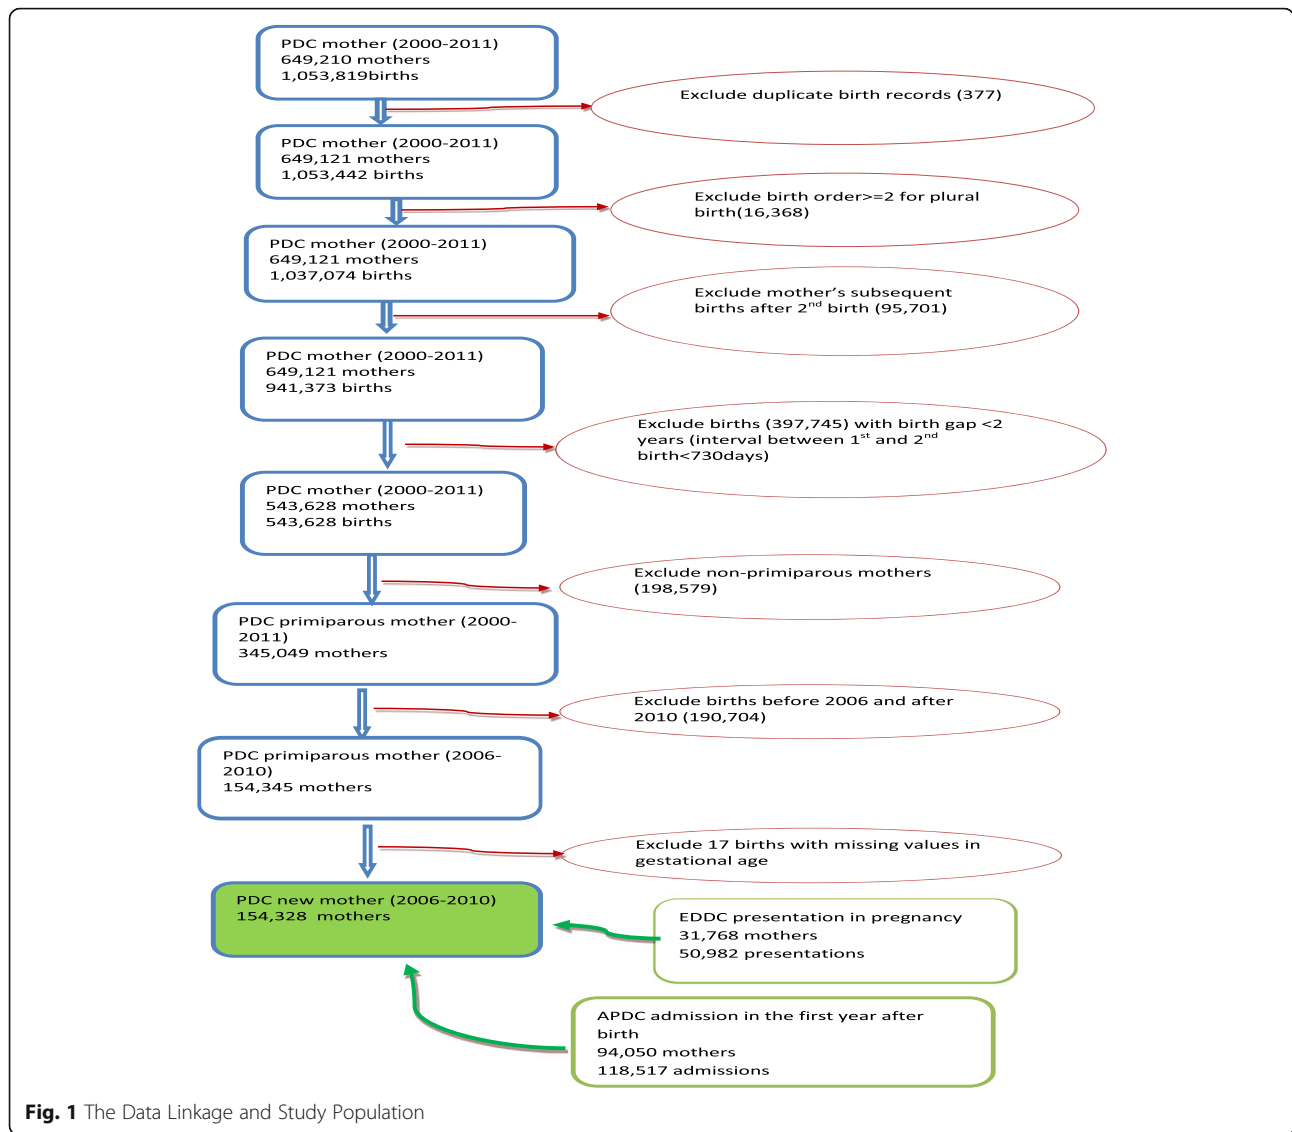 PDC mother (2000-2011)
649,210 mothers
1,053,819births
Exclude duplicate birth records (377)
PDC mother (2000-2011)
649,121 mothers
1,053,442 births
Exclude birth order>=2 for plural
birth(16,368)
PDC mother (2000-2011)
649,121 mothers
1,037,074 births
Exclude mother's subsequent
births after 2nd birth (95,701)
PDC mother (2000-2011)
649,121 mothers
941,373 births
Exclude births (397,745) with birth gap <2
years (interval between 1st and 2nd
birth<730days)
PDC mother (2000-2011)
543,628 mothers
543,628 births
Exclude non-primiparous mothers
(198,579)
PDC primiparous mother (2000-
2011)
345,049 mothers
Exclude births before 2006 and after
2010 (190,704)
PDC primiparous mother (2006-
2010)
154,345 mothers
Exclude 17 births with missing values in
gestational age
PDC new mother (2006-2010)
154,328 mothers
EDDC presentation in pregnancy
31,768 mothers
50,982 presentations
APDC admission in the first year after
birth
94,050 mothers
118,517 admissions
Fig. 1 The Data Linkage and Study Population